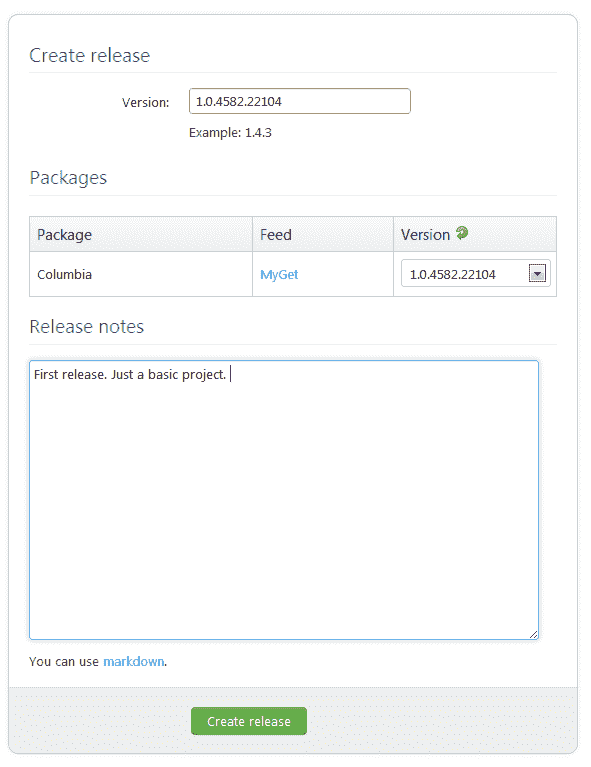 Create release
Version: 1.0.4582.22104
Example: 1.4.3
Packages
Package Feed Version
Columbia MyGet 1.0.4582.22104
Release notes
First release. Just a basic project.
You can use markdown.
Create release